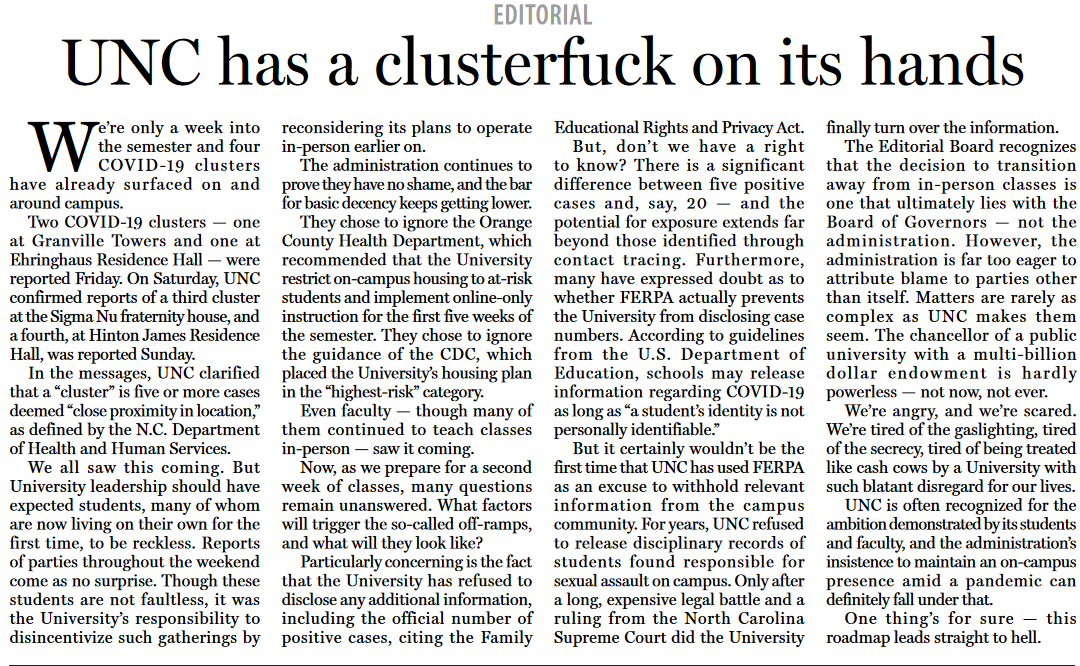 EDITORIAL
UNC has a clusterfuck on its hands
We’re only a week into
the semester and four
COVID-19 clusters
have already surfaced on and
around campus.
Two COVID-19 clusters — one
at Granville Towers and one at
Ehringhaus Residence Hall — were
reported Friday. On Saturday, UNC
confirmed reports of a third cluster
at the Sigma Nu fraternity house, and
a fourth, at Hinton James Residence
Hall, was reported Sunday.
In the messages, UNC clarified
that a “cluster” is five or more cases
deemed “close proximity in location,”
as defined by the N.C. Department
of Health and Human Services.
We all saw this coming. But
University leadership should have
expected students, many of whom
are now living on their own for the
first time, to be reckless. Reports
of parties throughout the weekend
come as no surprise. Though these
students are not faultless, it was
the University’s responsibility to
disincentivize such gatherings by
reconsidering its plans to operate
in-person earlier on.
The administration continues to
prove they have no shame, and the bar
for basic decency keeps getting lower.
They chose to ignore the Orange
County Health Department, which
recommended that the University
restrict on-campus housing to at-risk
students and implement online-only
instruction for the first five weeks of
the semester. They chose to ignore
the guidance of the CDC, which
placed the University’s housing plan
in the “highest-risk” category.
Even faculty — though many of
them continued to teach classes
in-person — saw it coming.
Now, as we prepare for a second
week of classes, many questions
remain unanswered. What factors
will trigger the so-called off-ramps,
and what will they look like?
Particularly concerning is the fact
that the University has refused to
disclose any additional information,
including the official number of
positive cases, citing the Family
Educational Rights and Privacy Act.
But, don’t we have a right
to know? There is a significant
difference between five positive
cases and, say, 20 — and the
potential for exposure extends far
beyond those identified through
contact tracing. Furthermore,
many have expressed doubt as to
whether FERPA actually prevents
the University from disclosing case
numbers. According to guidelines
from the U.S. Department of
Education, schools may release
information regarding COVID-19
as long as “a student’s identity is not
personally identifiable.”
But it certainly wouldn’t be the
first time that UNC has used FERPA
as an excuse to withhold relevant
information from the campus
community. For years, UNC refused
to release disciplinary records of
students found responsible for
sexual assault on campus. Only after
a long, expensive legal battle and a
ruling from the North Carolina
Supreme Court did the University
finally turn over the information.
The Editorial Board recognizes
that the decision to transition
away from in-person classes is
one that ultimately lies with the
Board of Governors — not the
administration. However, the
administration is far too eager to
attribute blame to parties other
than itself. Matters are rarely as
complex as UNC makes them
seem. The chancellor of a public
university with a multi-billion
dollar endowment is hardly
powerless — not now, not ever.
We’re angry, and we’re scared.
We’re tired of the gaslighting, tired
of the secrecy, tired of being treated
like cash cows by a University with
such blatant disregard for our lives.
UNC is often recognized for the
ambition demonstrated by its students
and faculty, and the administration’s
insistence to maintain an on-campus
presence amid a pandemic can
definitely fall under that.
One thing’s for sure — this
roadmap leads straight to hell.